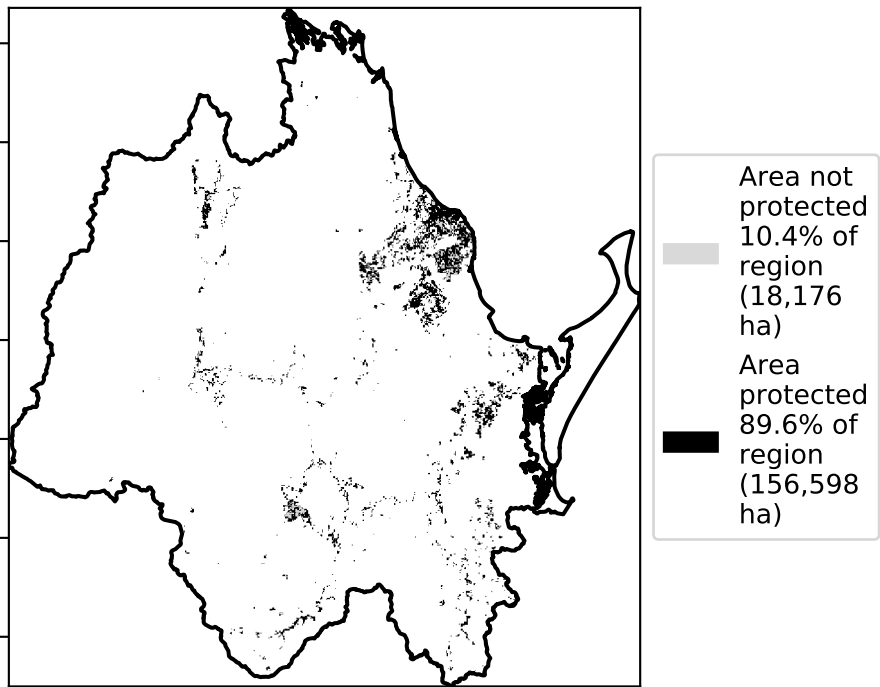 Area not
protected
10.4% of
region
(18,176
ha)
Area
protected
89.6% of
region
(156,598
ha)